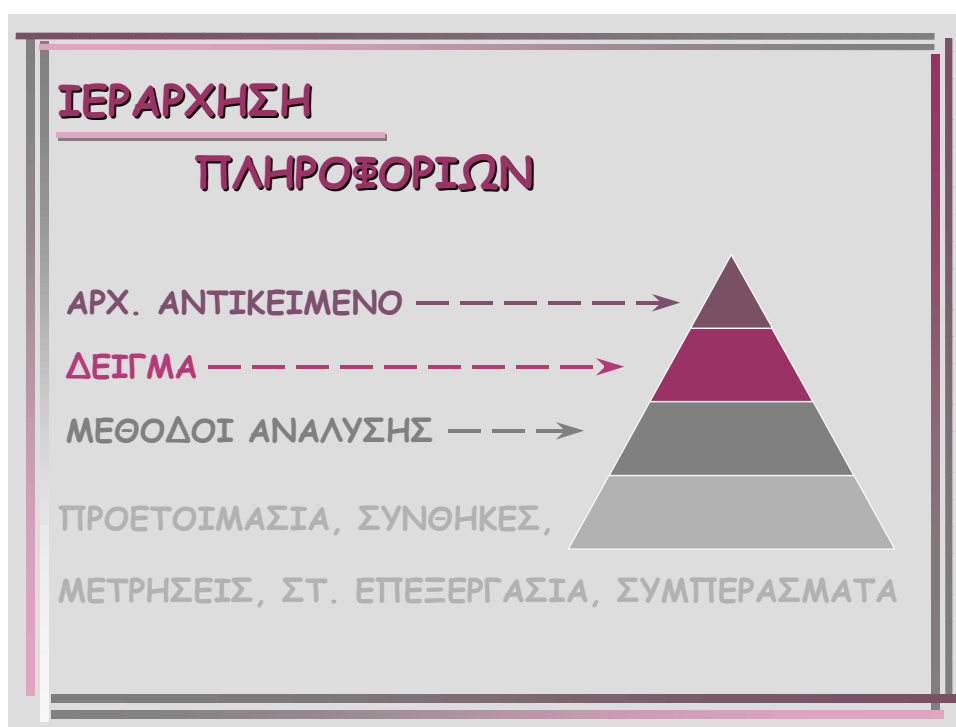 ΙΕΡΑΡΧΗΣΗ
ΠΛΗΡΟΦΟΡΙΩΝ
ΑΡΧ. ΑΝΤΙΚΕΙΜΕΝΟ
ΔΕΙΓΜΑ
ΜΕΘΟΔΟΙ ΑΝΑΛΥΣΗΣ
ΠΡΟΕΤΟΙΜΑΣΙΑ, ΣΥΝΘΗΚΕΣ,
ΜΕΤΡΗΣΕΙΣ, ΣΤ. ΕΠΕΞΕΡΓΑΣΙΑ, ΣΥΜΠΕΡΑΣΜΑΤΑ